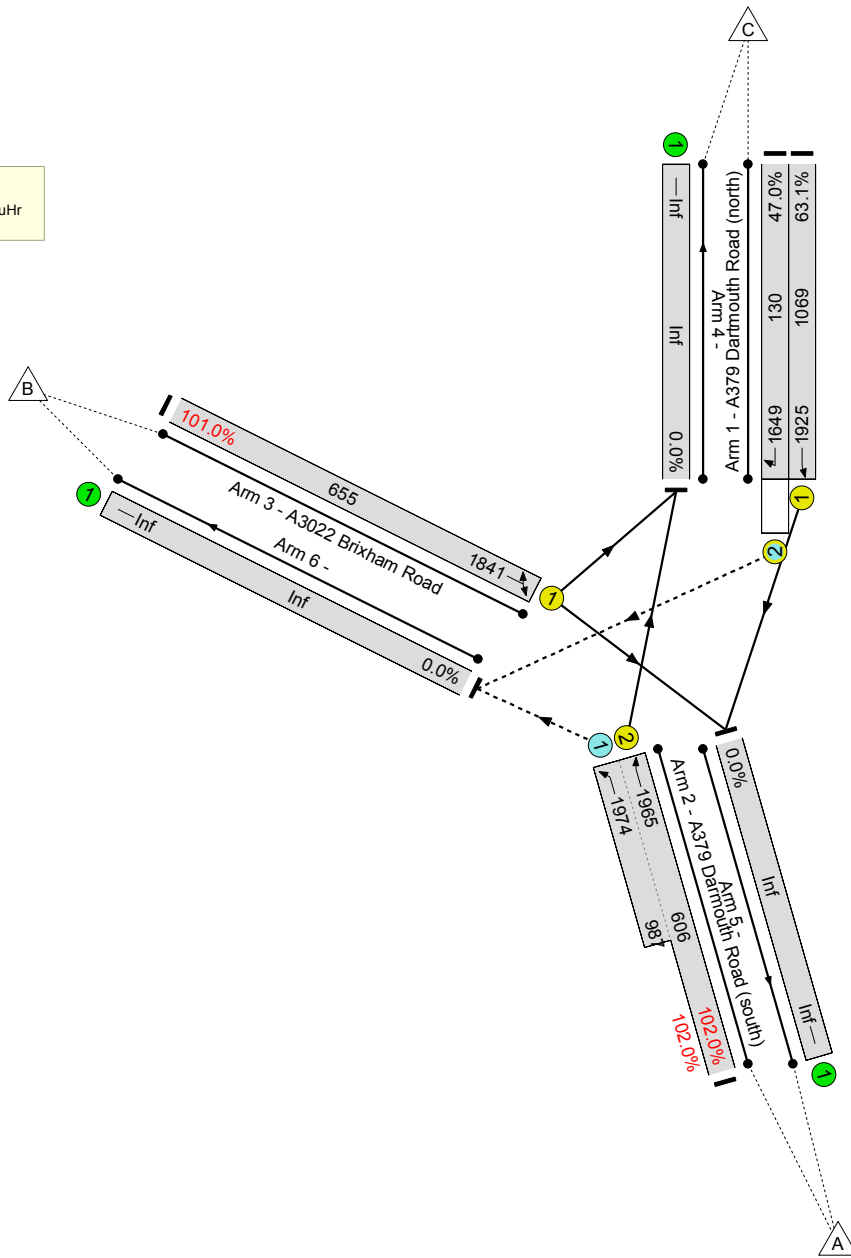 C
uHr
1
Inf
Inf
0.0%
Arm 4 -
Arm 1 - A379 Dartmouth Road (north)
47.0%
130
1649
63.1%
1069
1925
1
2
B
101.0%
655
1841
1
Arm 3 - A3022 Brixham Road
Arm 6 -
1
Inf
Inf
0.0%
1
2
1974
1965
987
606
102.0%
102.0%
Arm 2 - A379 Darmouth Road (south)
Arm 5 -
0.0%
Inf
Inf
1
A